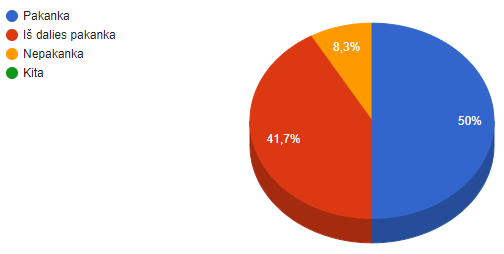 Pakanka
Iš dalies pakanka
Nepakanka
Kita
8,3%
50%
41,7%